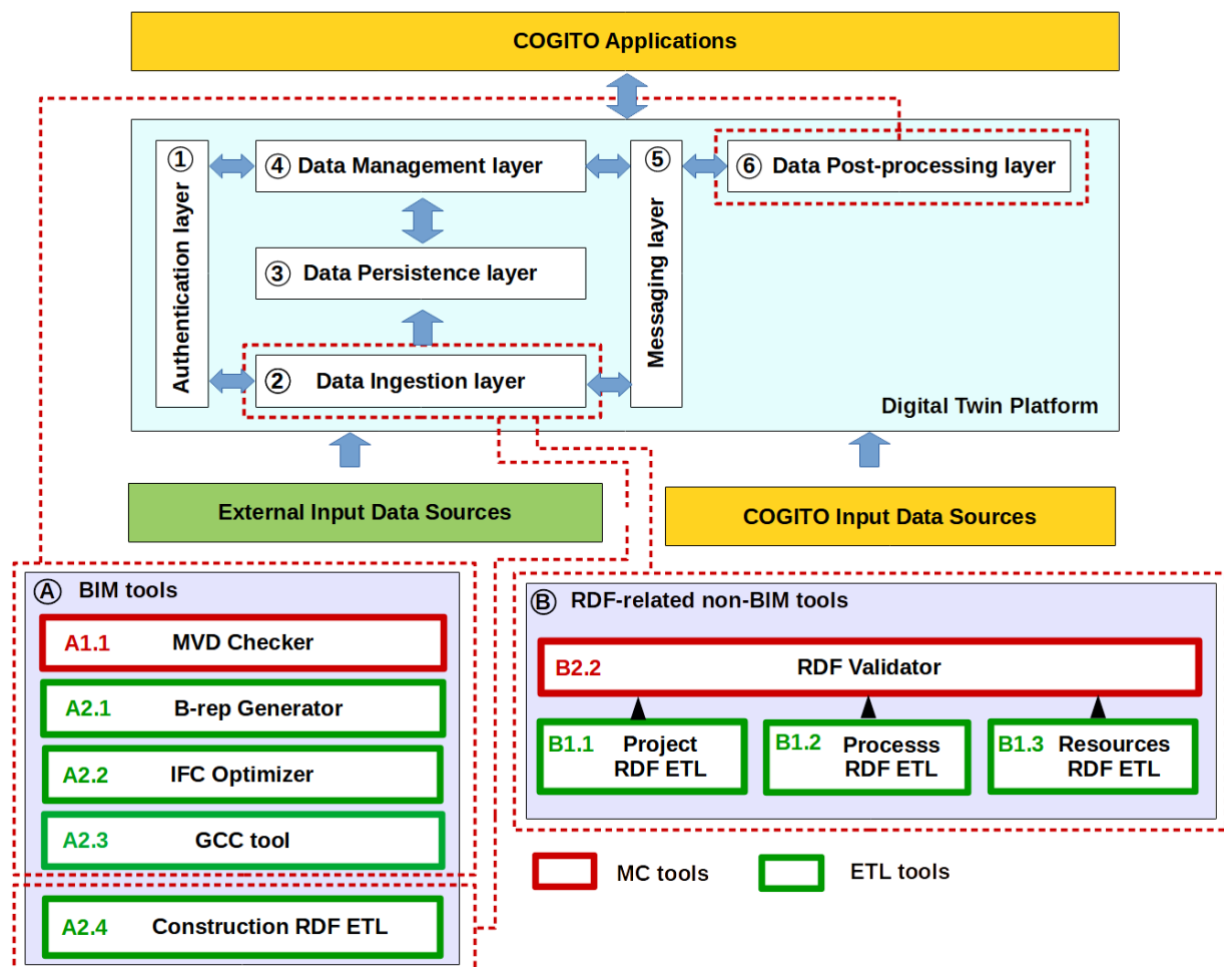 COGITO Applications
① Authentication layer
④ Data Management layer
⑤ Messaging layer
⑥ Data Post-processing layer
③ Data Persistence layer
② Data Ingestion layer
Digital Twin Platform
External Input Data Sources
COGITO Input Data Sources
Ⓐ BIM tools
A1.1 MVD Checker
A2.1 B-rep Generator
A2.2 IFC Optimizer
A2.3 GCC tool
A2.4 Construction RDF ETL
Ⓑ RDF-related non-BIM tools
B2.2 RDF Validator
B1.1 Project
RDF ETL
B1.2 Processs
RDF ETL
B1.3 Resources
RDF ETL
MC tools
ETL tools